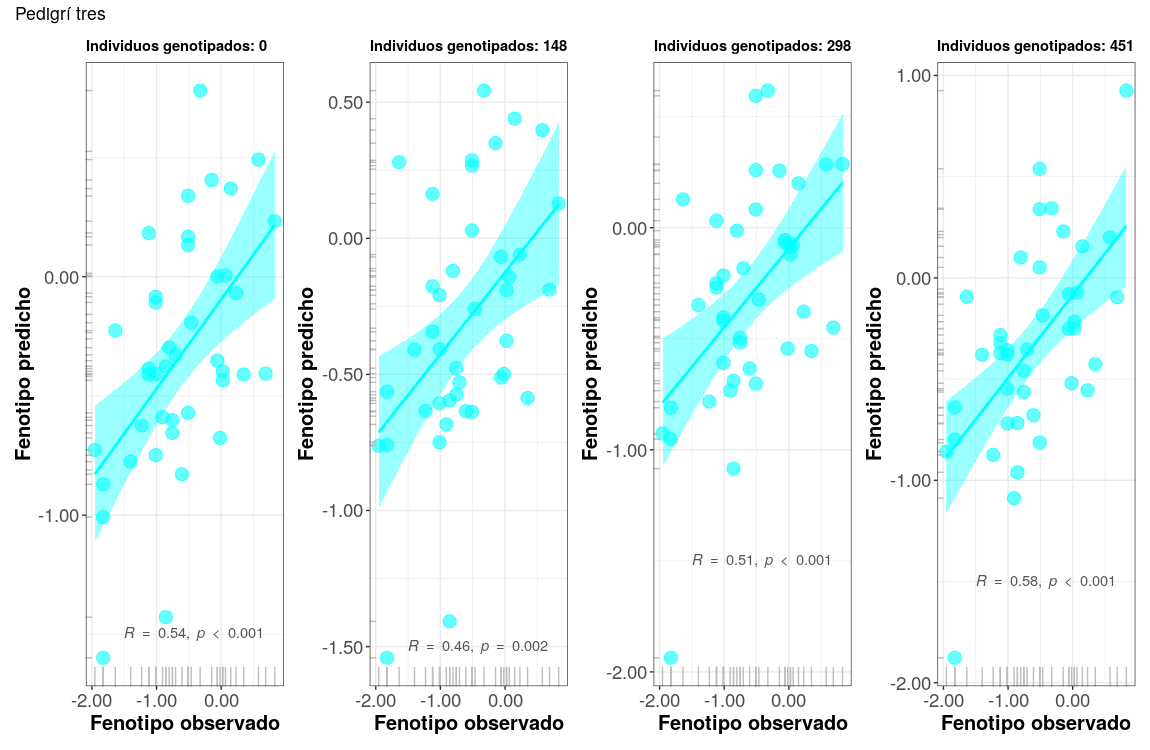 Pedigrí tres
Individuos genotipados: 0
Fenotipo predicho
0.00
-1.00
R = 0.54, p < 0.001
-2.00 -1.00 0.00
Fenotipo observado
Individuos genotipados: 148
Fenotipo predicho
0.50
0.00
-0.50
-1.00
-1.50
R = 0.46, p = 0.002
-2.00 -1.00 0.00
Fenotipo observado
Individuos genotipados: 298
Fenotipo predicho
0.00
-1.00
-2.00
R = 0.51, p < 0.001
-2.00 -1.00 0.00
Fenotipo observado
Individuos genotipados: 451
Fenotipo predicho
1.00
0.00
-1.00
-2.00
R = 0.58, p < 0.001
-2.00 -1.00 0.00
Fenotipo observado